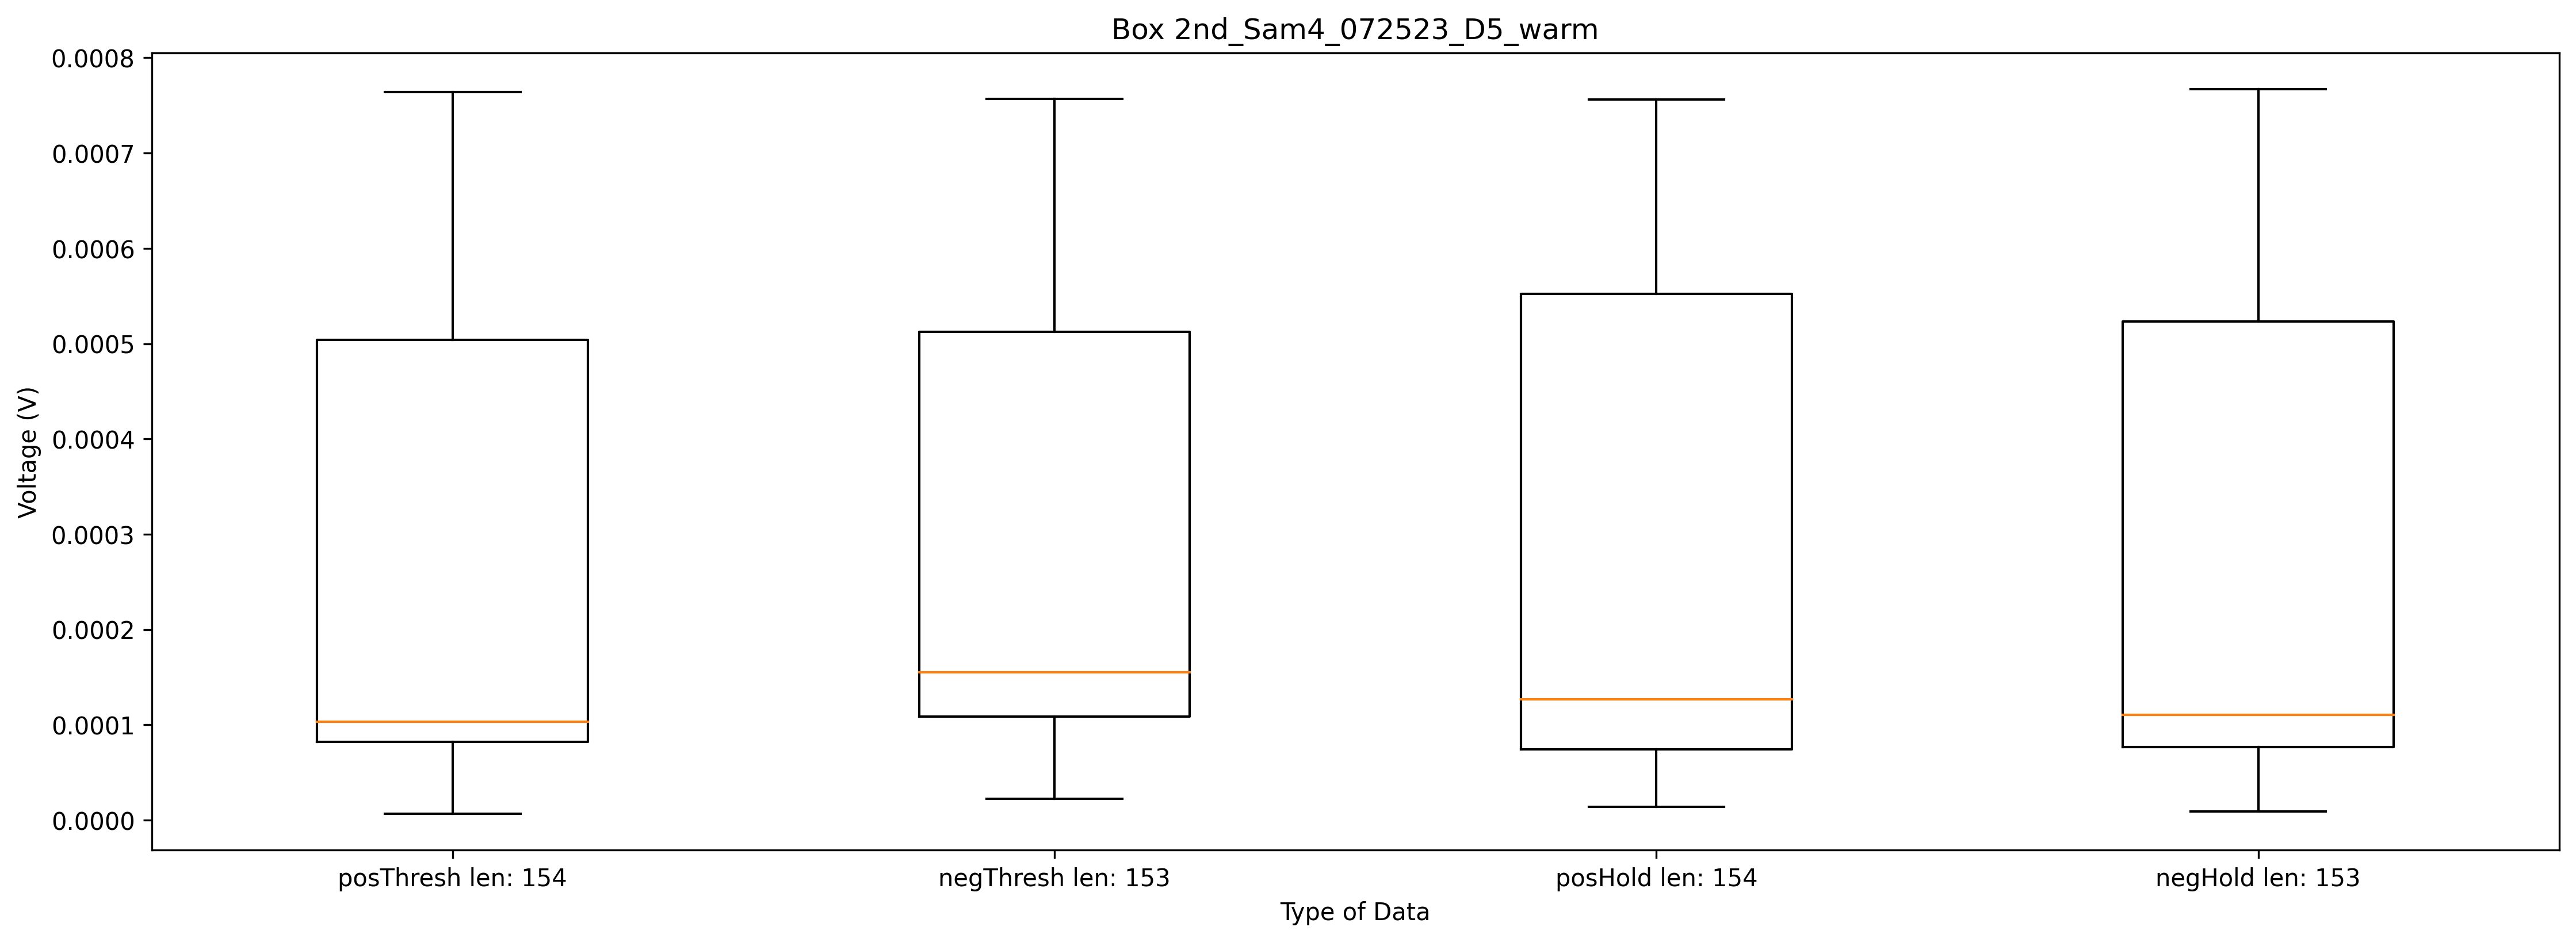 Box 2nd_Sam4_072523_D5_warm
0.0008
0.0007
0.0006
0.0005
0.0004
0.0003
0.0002
0.0001
0.0000
Voltage (V)
posThresh len: 154
negThresh len: 153
posHold len: 154
negHold len: 153
Type of Data